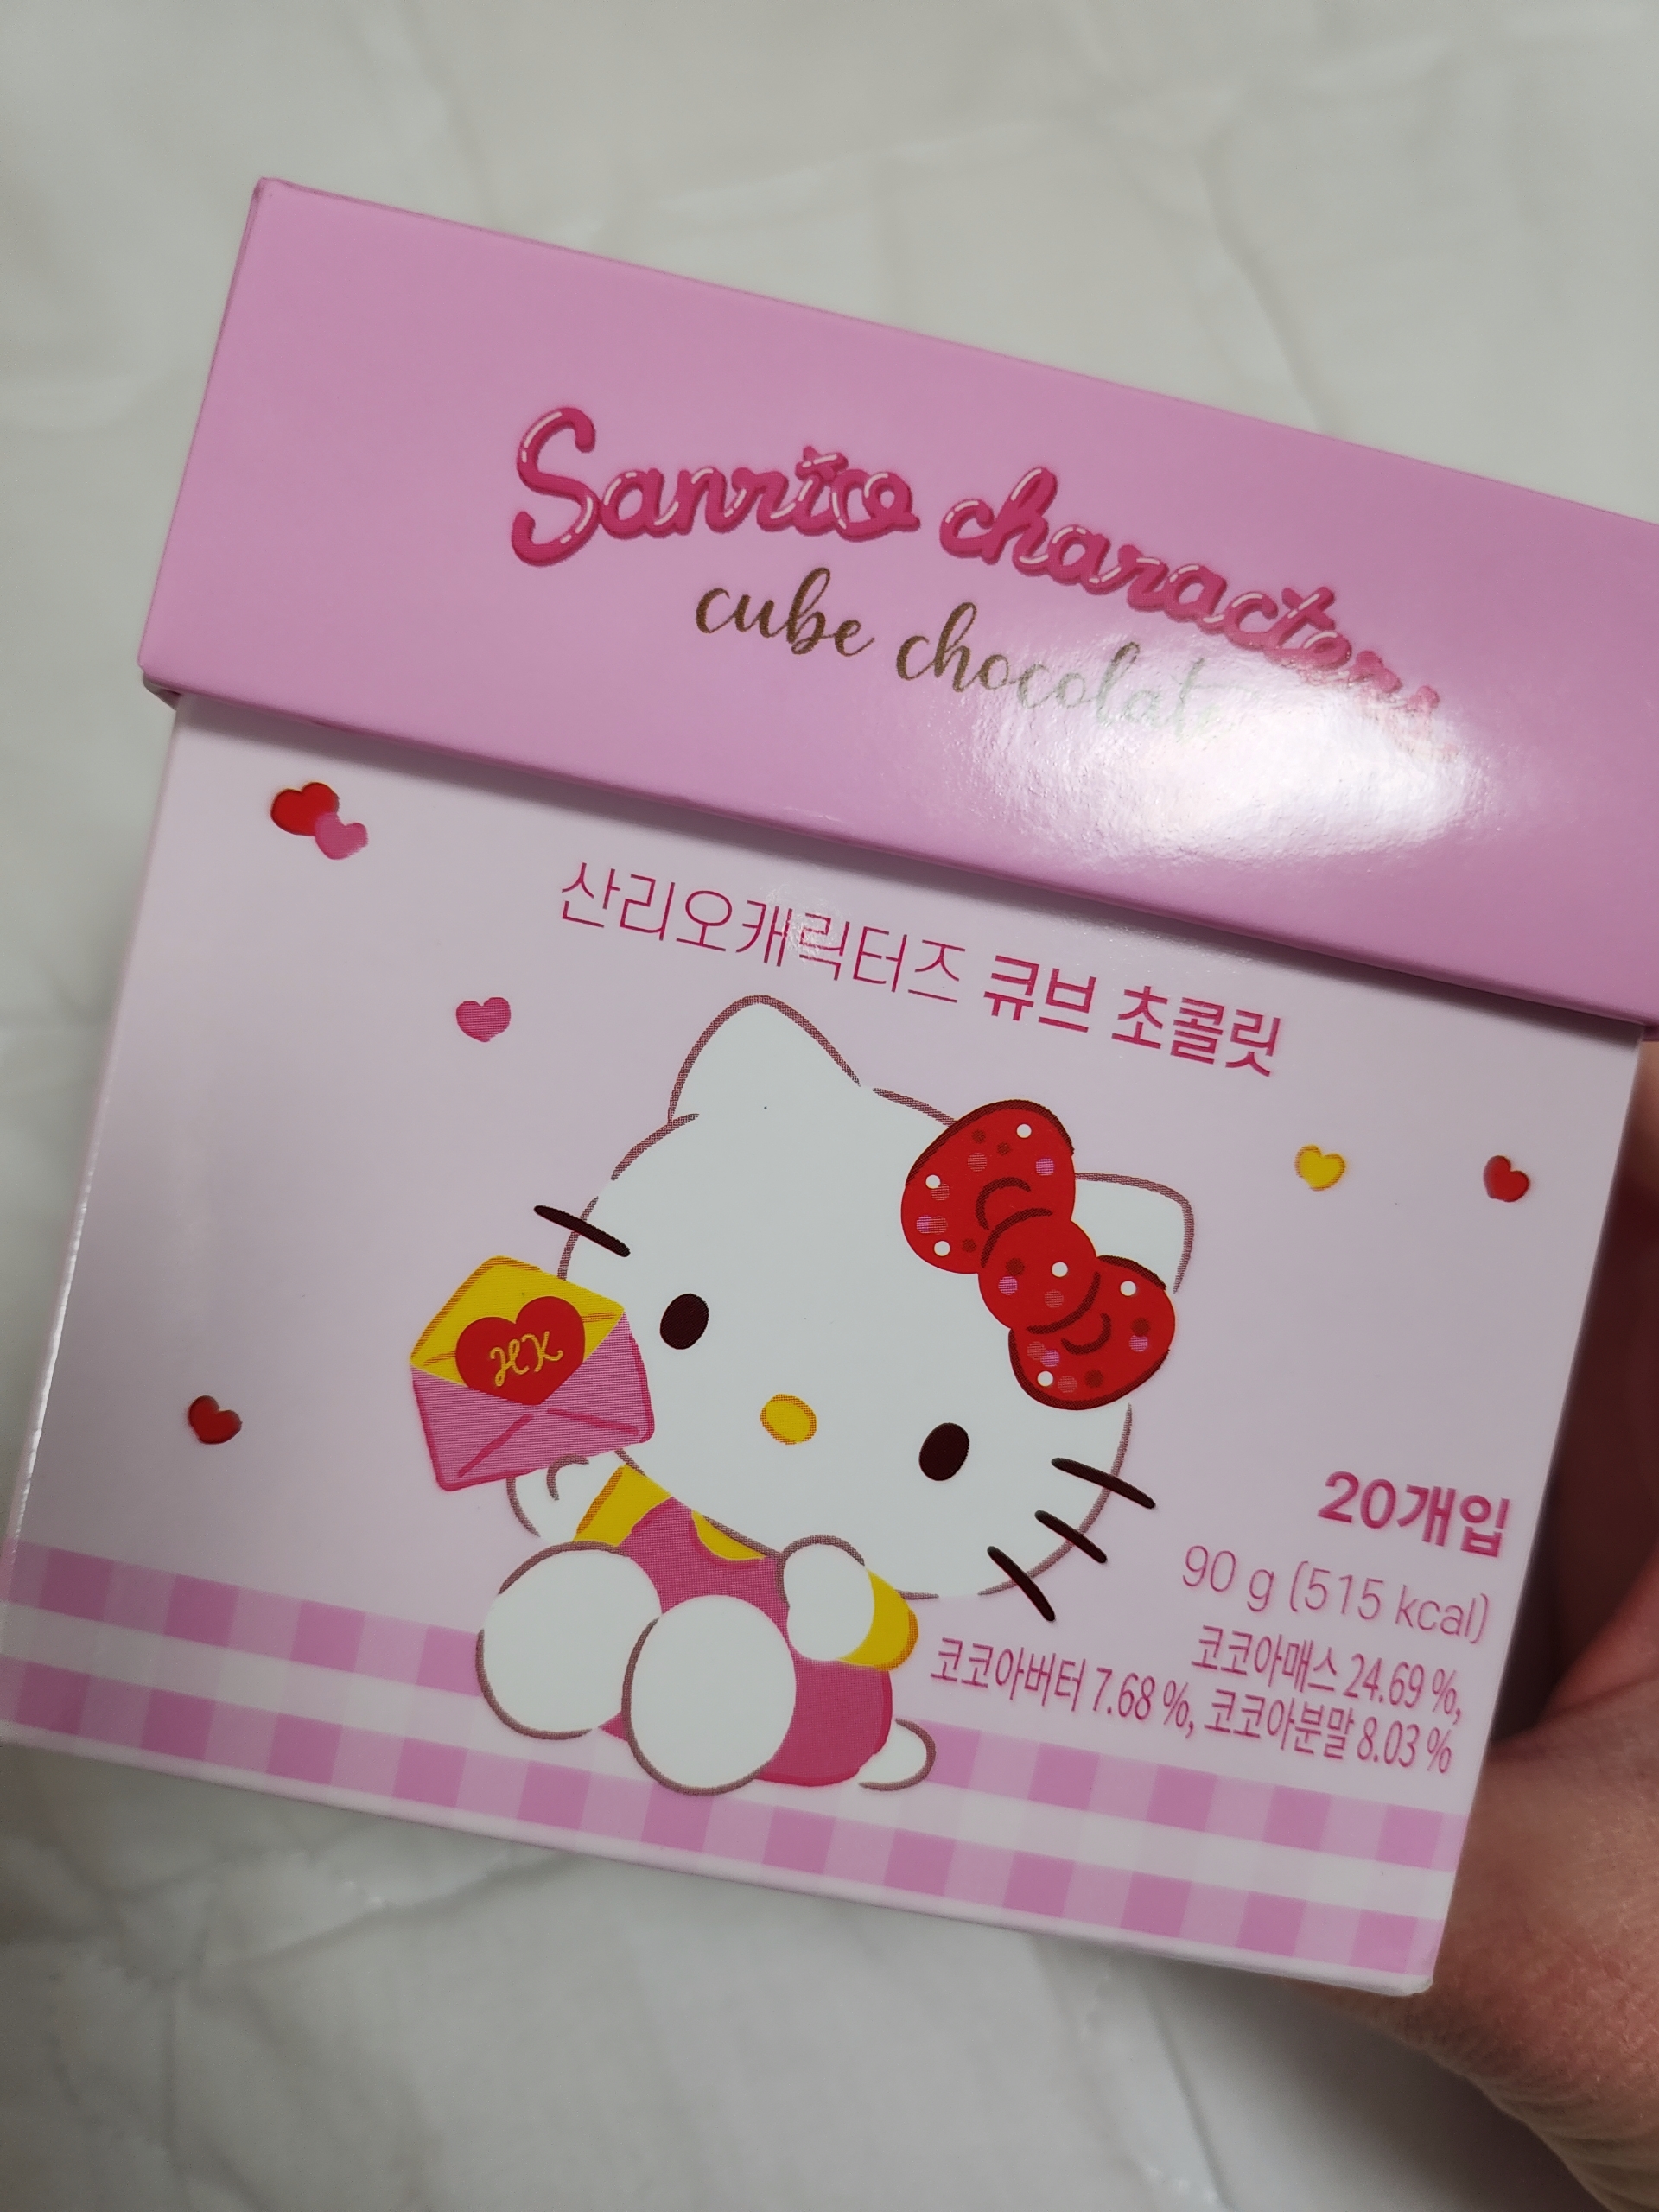 Sanrio characters
cube chocolate
산리오캐릭터즈 큐브 초콜릿
HK
20개입
90 g (515 kcal)
코코아매스 24.69 %,
코코아버터 7.68 %, 코코아분말 8.03 %